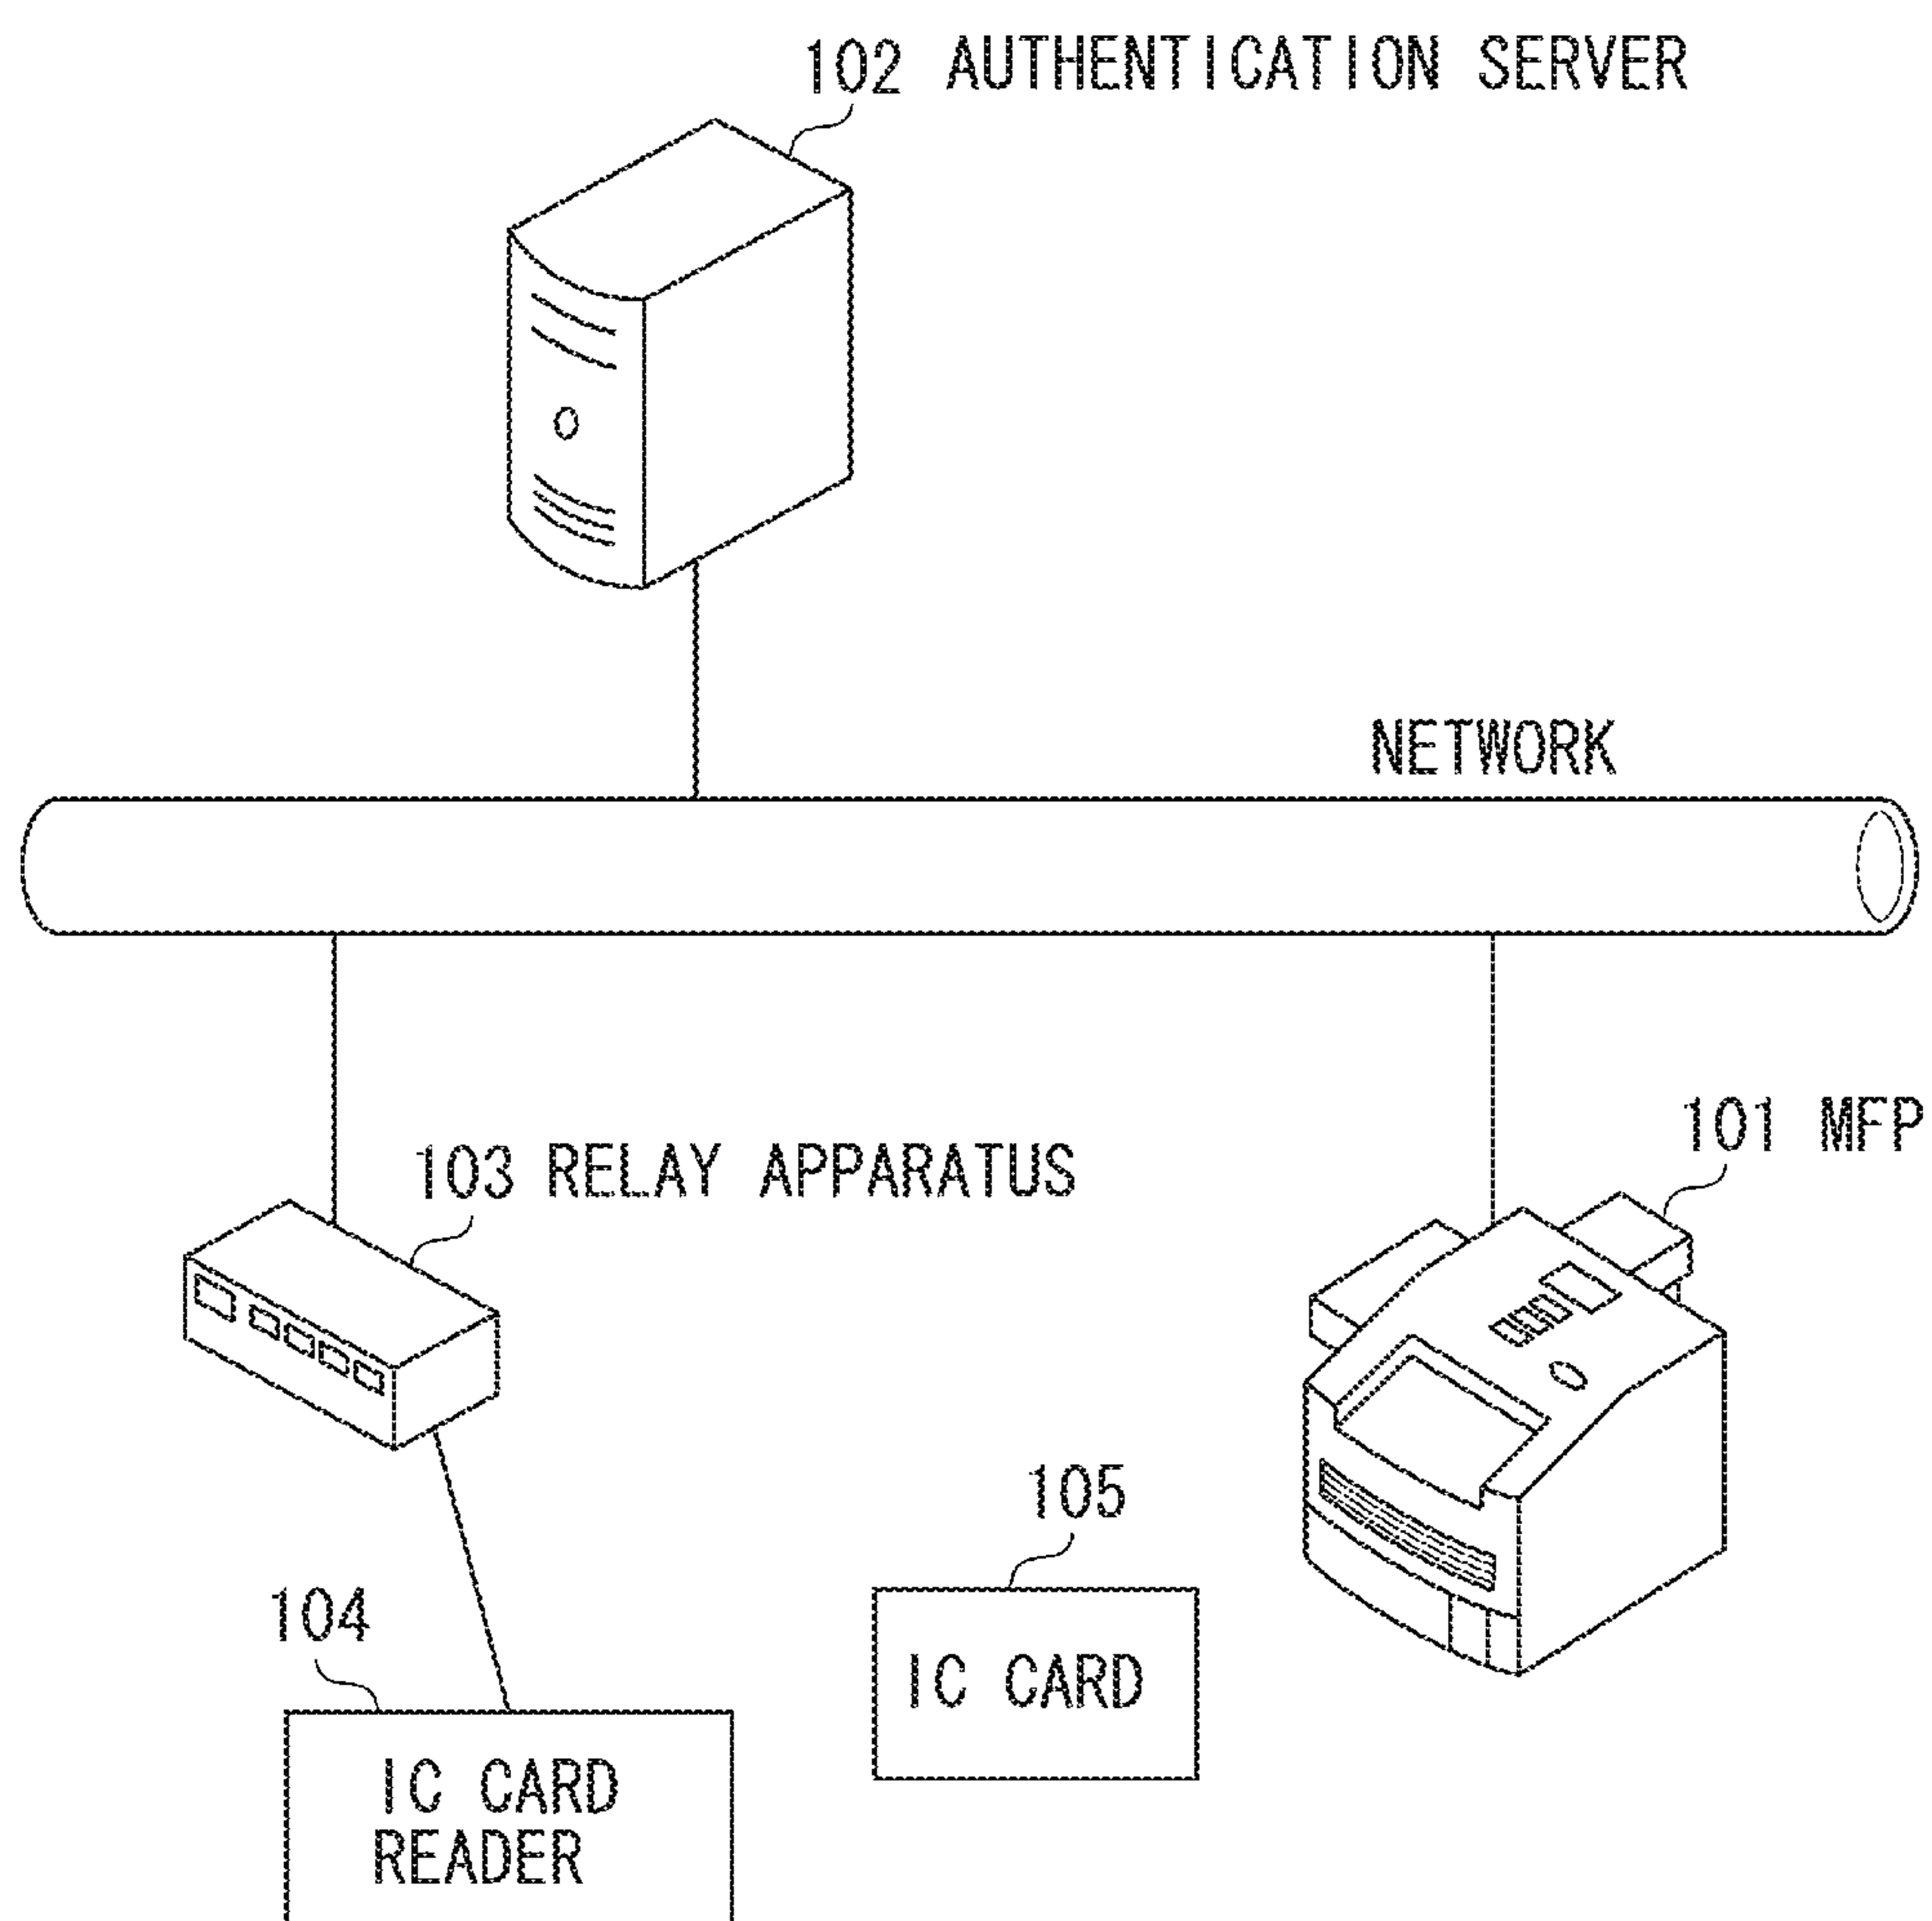 102 AUTHENTICATION SERVER
NETWORK
101 MFP
103 RELAY APPARATUS
105
IC CARD
104
IC CARD
READER